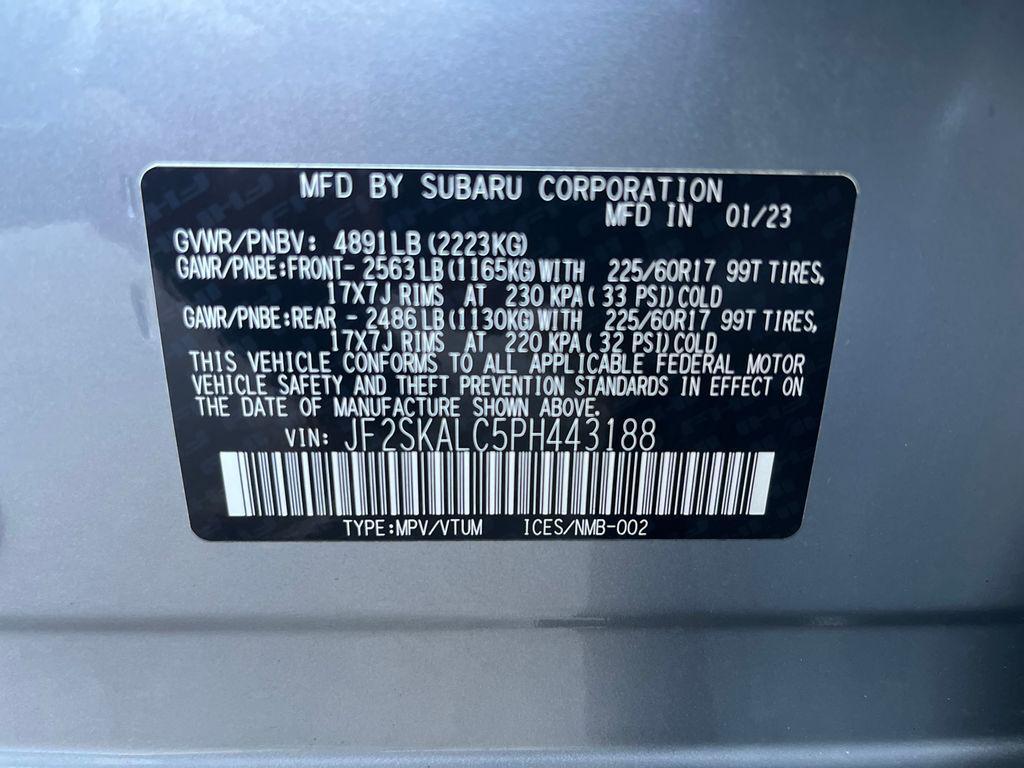 MFD BY SUBARU CORPORATION
MFD IN 01/23
GVWR/PNBV: 4891LB(2223KG)
GAWR/PNBE:FRONT- 2563LB(1165KG)WITH 225/60R17 99T TIRES,
17X7J RIMS AT 230 KPA( 33 PSI)COLD
GAWR/PNBE:REAR - 2486LB(1130KG)WITH 225/60R17 99T TIRES,
17X7J RIMS AT 220 KPA( 32 PSI)COLD
THIS VEHICLE CONFORMS TO ALL APPLICABLE FEDERAL MOTOR
VEHICLE SAFETY AND THEFT PREVENTION STANDARDS IN EFFECT ON
THE DATE OF MANUFACTURE SHOWN ABOVE.
VIN: JF2SKALC5PH443188
TYPE:MPV/VTUM ICES/NMB-002